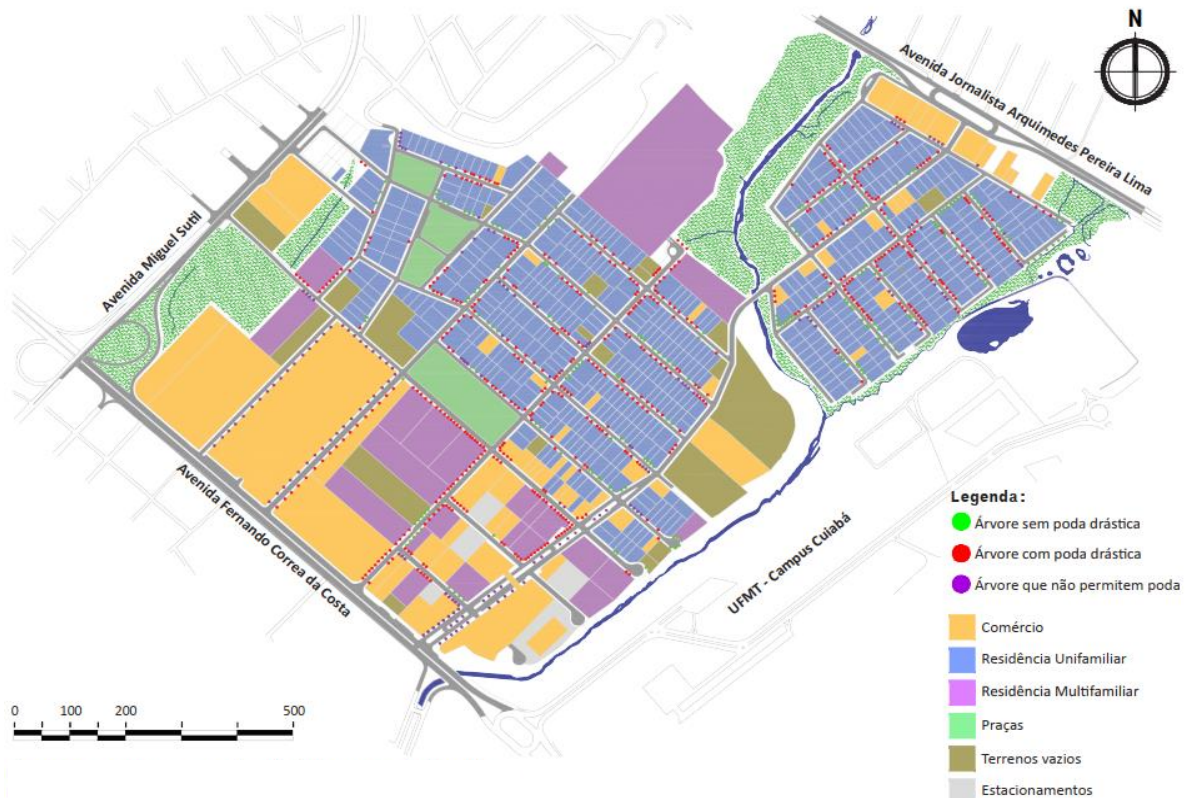 N
Avenida Jornalista Arquimedes Pereira Lima
Avenida Miguel Sutil
Avenida Fernando Correa da Costa
UFMT - Campus Cuiabá
0 100 200 500
Legenda:
Árvore sem poda drástica
Árvore com poda drástica
Árvore que não permitem poda
Comércio
Residência Unifamiliar
Residência Multifamiliar
Praças
Terrenos vazios
Estacionamentos